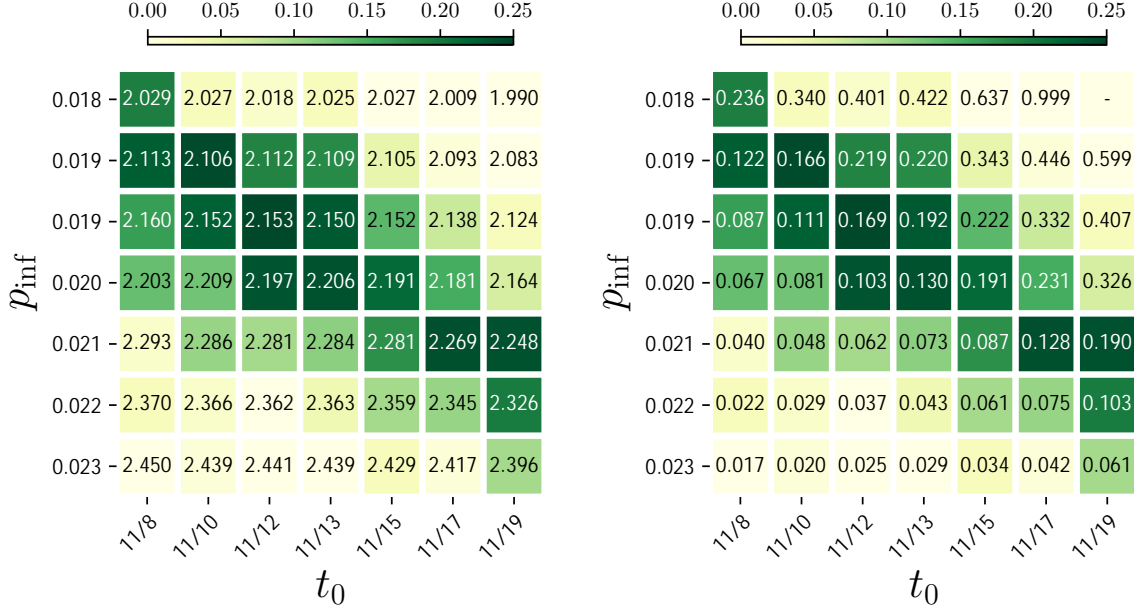 0.00 0.05 0.10 0.15 0.20 0.25
0.018 2.029 2.027 2.018 2.025 2.027 2.009 1.990
0.019 2.113 2.106 2.112 2.109 2.105 2.093 2.083
0.019 2.160 2.152 2.153 2.150 2.152 2.138 2.124
0.020 2.203 2.209 2.197 2.206 2.191 2.181 2.164
0.021 2.293 2.286 2.281 2.284 2.281 2.269 2.248
0.022 2.370 2.366 2.362 2.363 2.359 2.345 2.326
0.023 2.450 2.439 2.441 2.439 2.429 2.417 2.396
p_inf
11/8 11/10 11/12 11/13 11/15 11/17 11/19
t_0
0.00 0.05 0.10 0.15 0.20 0.25
0.018 0.236 0.340 0.401 0.422 0.637 0.999 -
0.019 0.122 0.166 0.219 0.220 0.343 0.446 0.599
0.019 0.087 0.111 0.169 0.192 0.222 0.332 0.407
0.020 0.067 0.081 0.103 0.130 0.191 0.231 0.326
0.021 0.040 0.048 0.062 0.073 0.087 0.128 0.190
0.022 0.022 0.029 0.037 0.043 0.061 0.075 0.103
0.023 0.017 0.020 0.025 0.029 0.034 0.042 0.061
p_inf
11/8 11/10 11/12 11/13 11/15 11/17 11/19
t_0